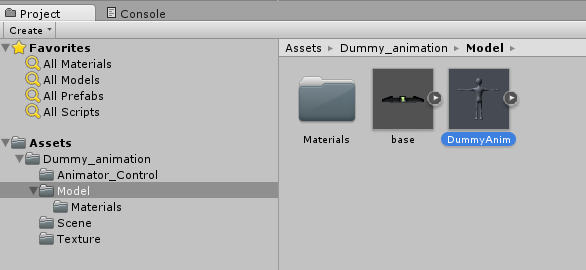 Project
Console
Create
Favorites
All Materials
All Models
All Prefabs
All Scripts
Assets
Dummy_animation
Animator_Control
Model
Materials
Scene
Texture
Assets Dummy_animation Model
Materials
base
DummyAnim